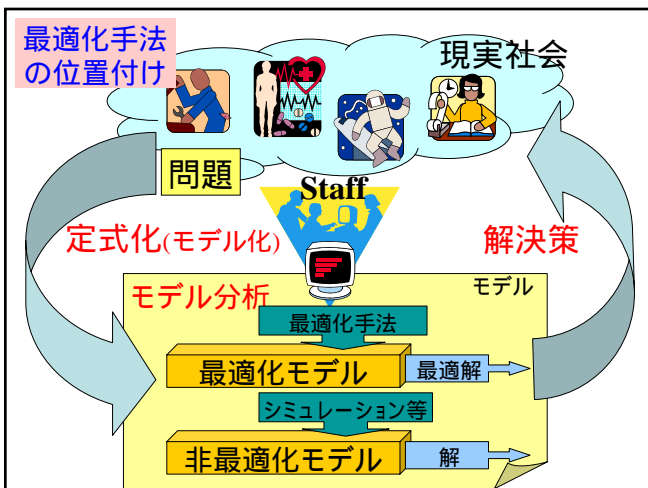 最適化手法
の位置付け
現実社会
問題
Staff
定式化(モデル化)
解決策
モデル分析
モデル
最適化手法
最適化モデル
最適解
シミュレーション等
非最適化モデル
解